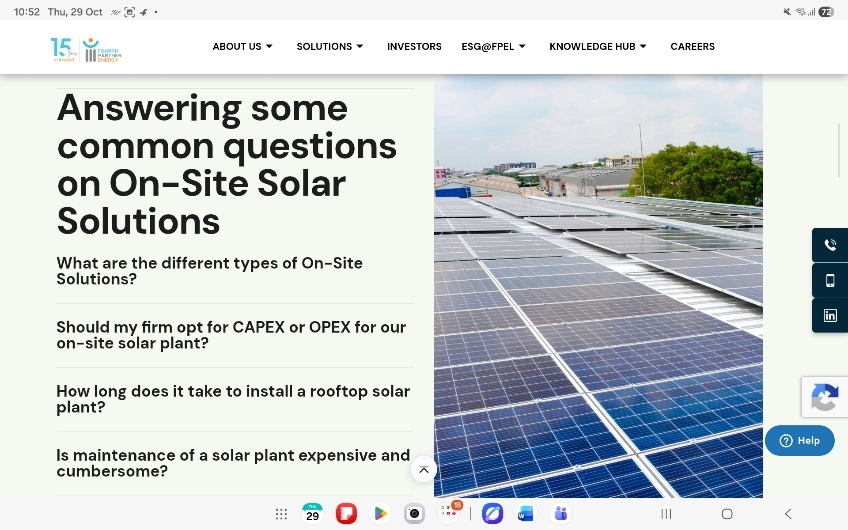 10:52 Thu, 29 Oct
72
15
FOURTH
PARTNER
ENERGY
ABOUT US
SOLUTIONS
INVESTORS
ESG@FPEL
KNOWLEDGE HUB
CAREERS
Answering some
common questions
on On-Site Solar
Solutions
What are the different types of On-Site
Solutions?
Should my firm opt for CAPEX or OPEX for our
on-site solar plant?
How long does it take to install a rooftop solar
plant?
Is maintenance of a solar plant expensive and
cumbersome?
in
Help
THU
29
18